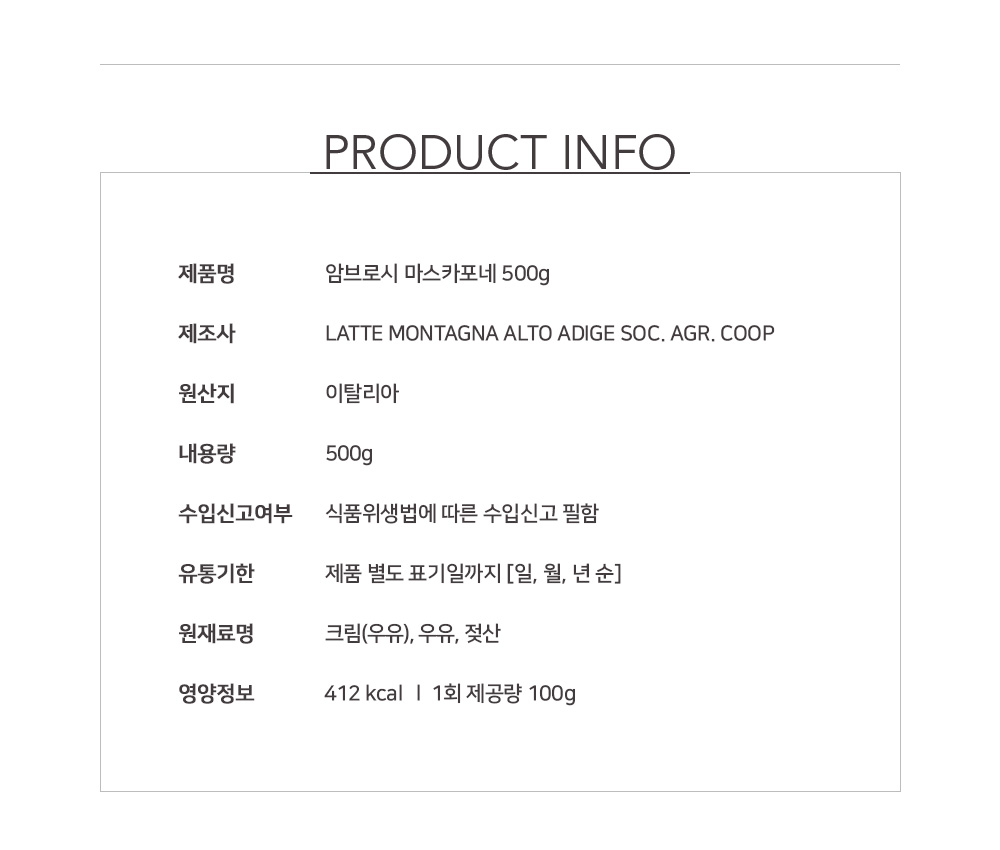 PRODUCT INFO
제품명 암브로시 마스카포네 500g
제조사 LATTE MONTAGNA ALTO ADIGE SOC. AGR. COOP
원산지 이탈리아
내용량 500g
수입신고여부 식품위생법에 따른 수입신고 필함
유통기한 제품 별도 표기일까지 [일, 월, 년 순]
원재료명 크림(우유), 우유, 젖산
영양정보 412 kcal ㅣ 1회 제공량 100g